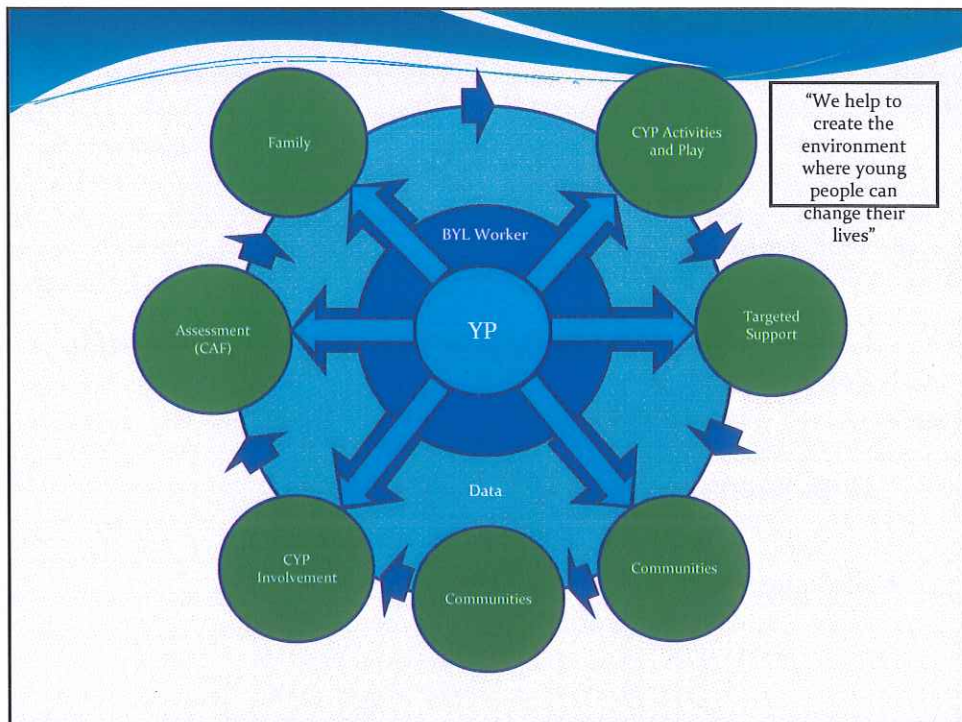 Family
CYP Activities
and Play
"We help to
create the
environment
where young
people can
change their
lives"
BYL Worker
YP
Assessment
(CAF)
Targeted
Support
Data
CYP
Involvement
Communities
Communities